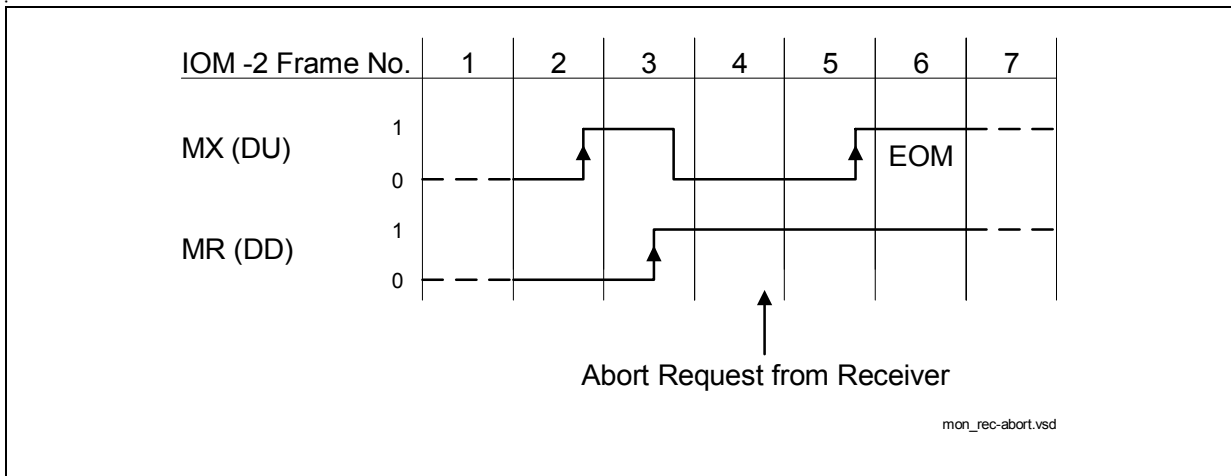 IOM -2 Frame No. 1 2 3 4 5 6 7
MX (DU) 1
0
EOM
MR (DD) 1
0
Abort Request from Receiver
mon_rec-abort.vsd